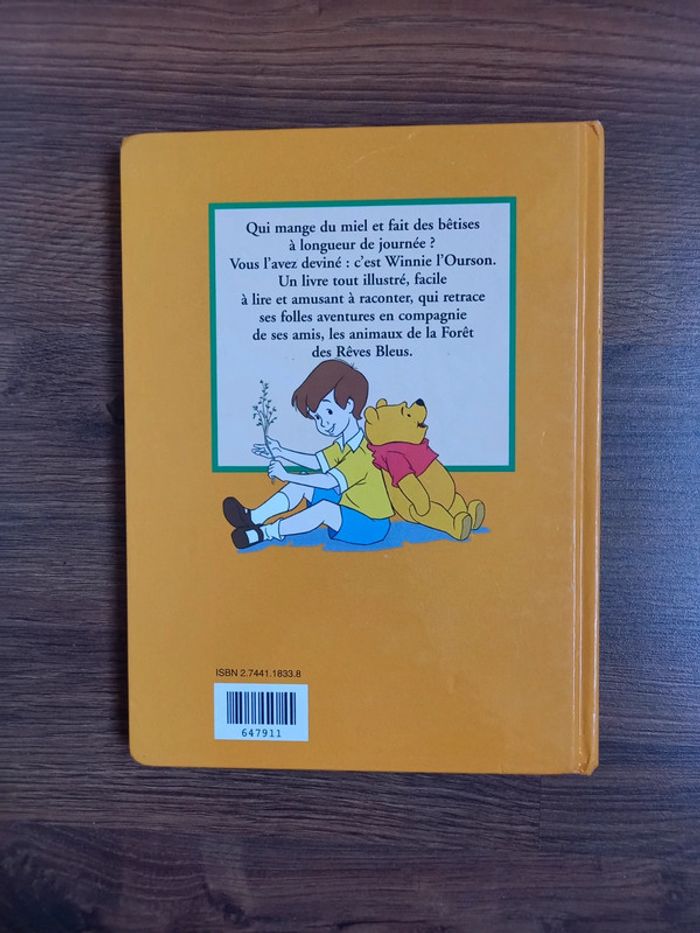 Qui mange du miel et fait des bêtises
à longueur de journée ?
Vous l'avez deviné : c'est Winnie l'Ourson.
Un livre tout illustré, facile
à lire et amusant à raconter, qui retrace
ses folles aventures en compagnie
de ses amis, les animaux de la Forêt
des Rêves Bleus.
ISBN 2.7441.1833.8
647911